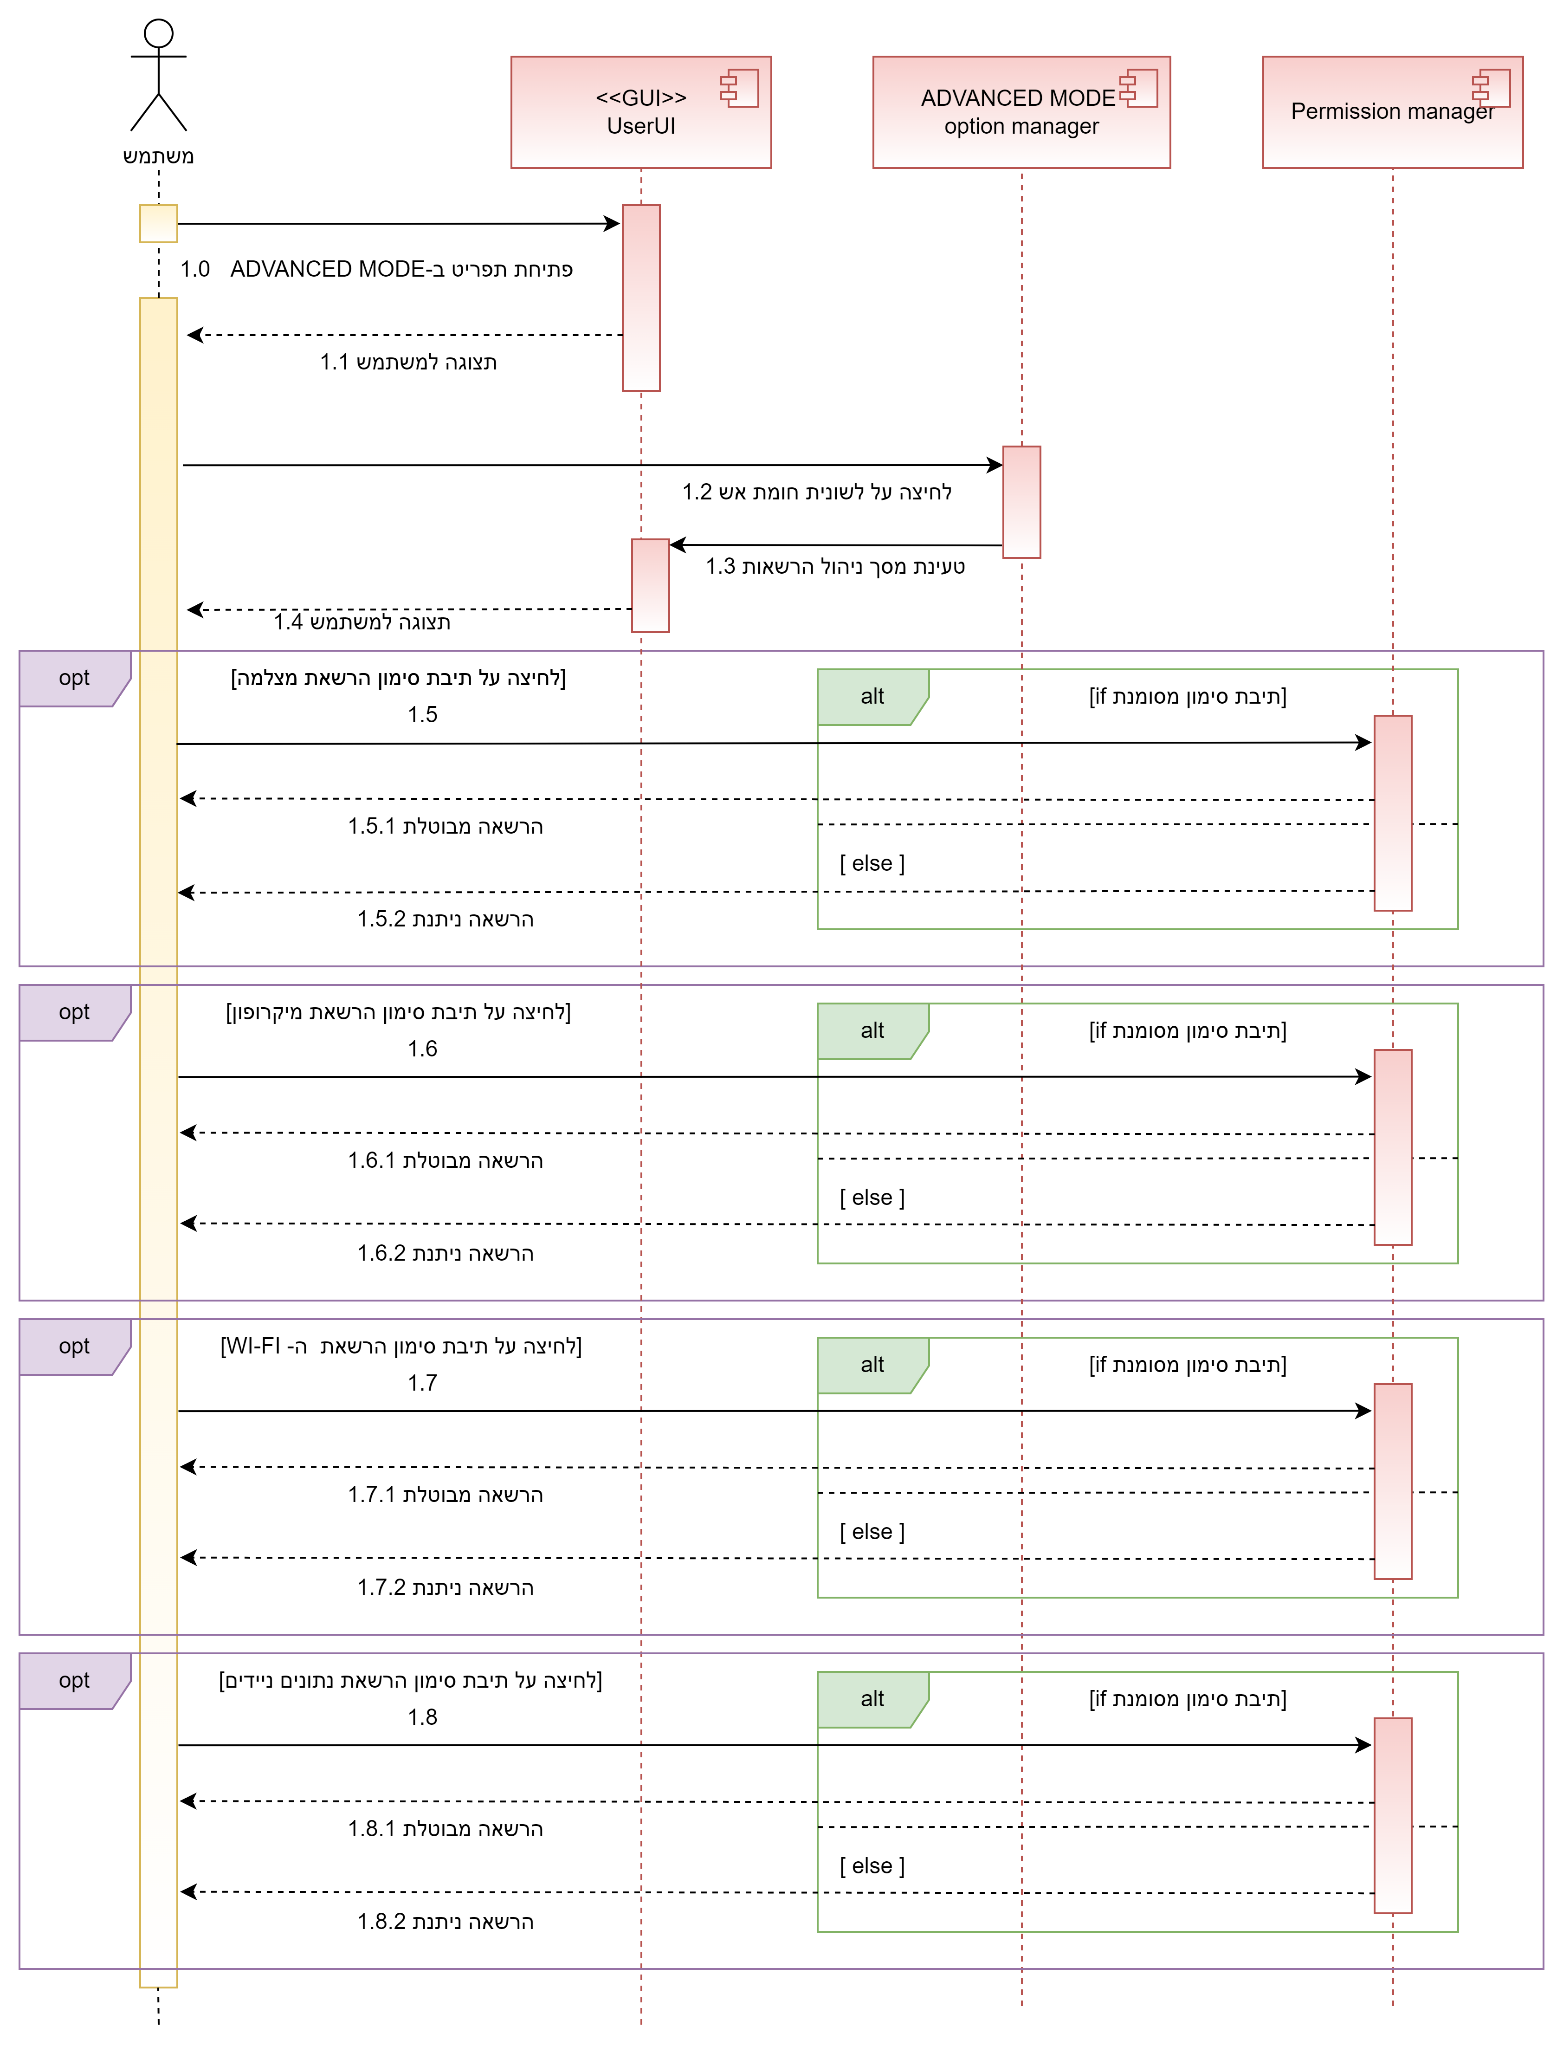 משתמש
<<GUI>>
UserUI
ADVANCED MODE
option manager
Permission manager
1.0 פתיחת תפריט ב-ADVANCED MODE
1.1 תצוגה למשתמש
1.2 לחיצה על לשונית חומת אש
1.3 טעינת מסך ניהול הרשאות
1.4 תצוגה למשתמש
opt
[לחיצה על תיבת סימון הרשאת מצלמה]
1.5
alt
[if תיבת סימון מסומנת]
1.5.1 הרשאה מבוטלת
[ else ]
1.5.2 הרשאה ניתנת
opt
[לחיצה על תיבת סימון הרשאת מיקרופון]
1.6
alt
[if תיבת סימון מסומנת]
1.6.1 הרשאה מבוטלת
[ else ]
1.6.2 הרשאה ניתנת
opt
[לחיצה על תיבת סימון הרשאת ה- WI-FI]
1.7
alt
[if תיבת סימון מסומנת]
1.7.1 הרשאה מבוטלת
[ else ]
1.7.2 הרשאה ניתנת
opt
[לחיצה על תיבת סימון הרשאת נתונים ניידים]
1.8
alt
[if תיבת סימון מסומנת]
1.8.1 הרשאה מבוטלת
[ else ]
1.8.2 הרשאה ניתנת